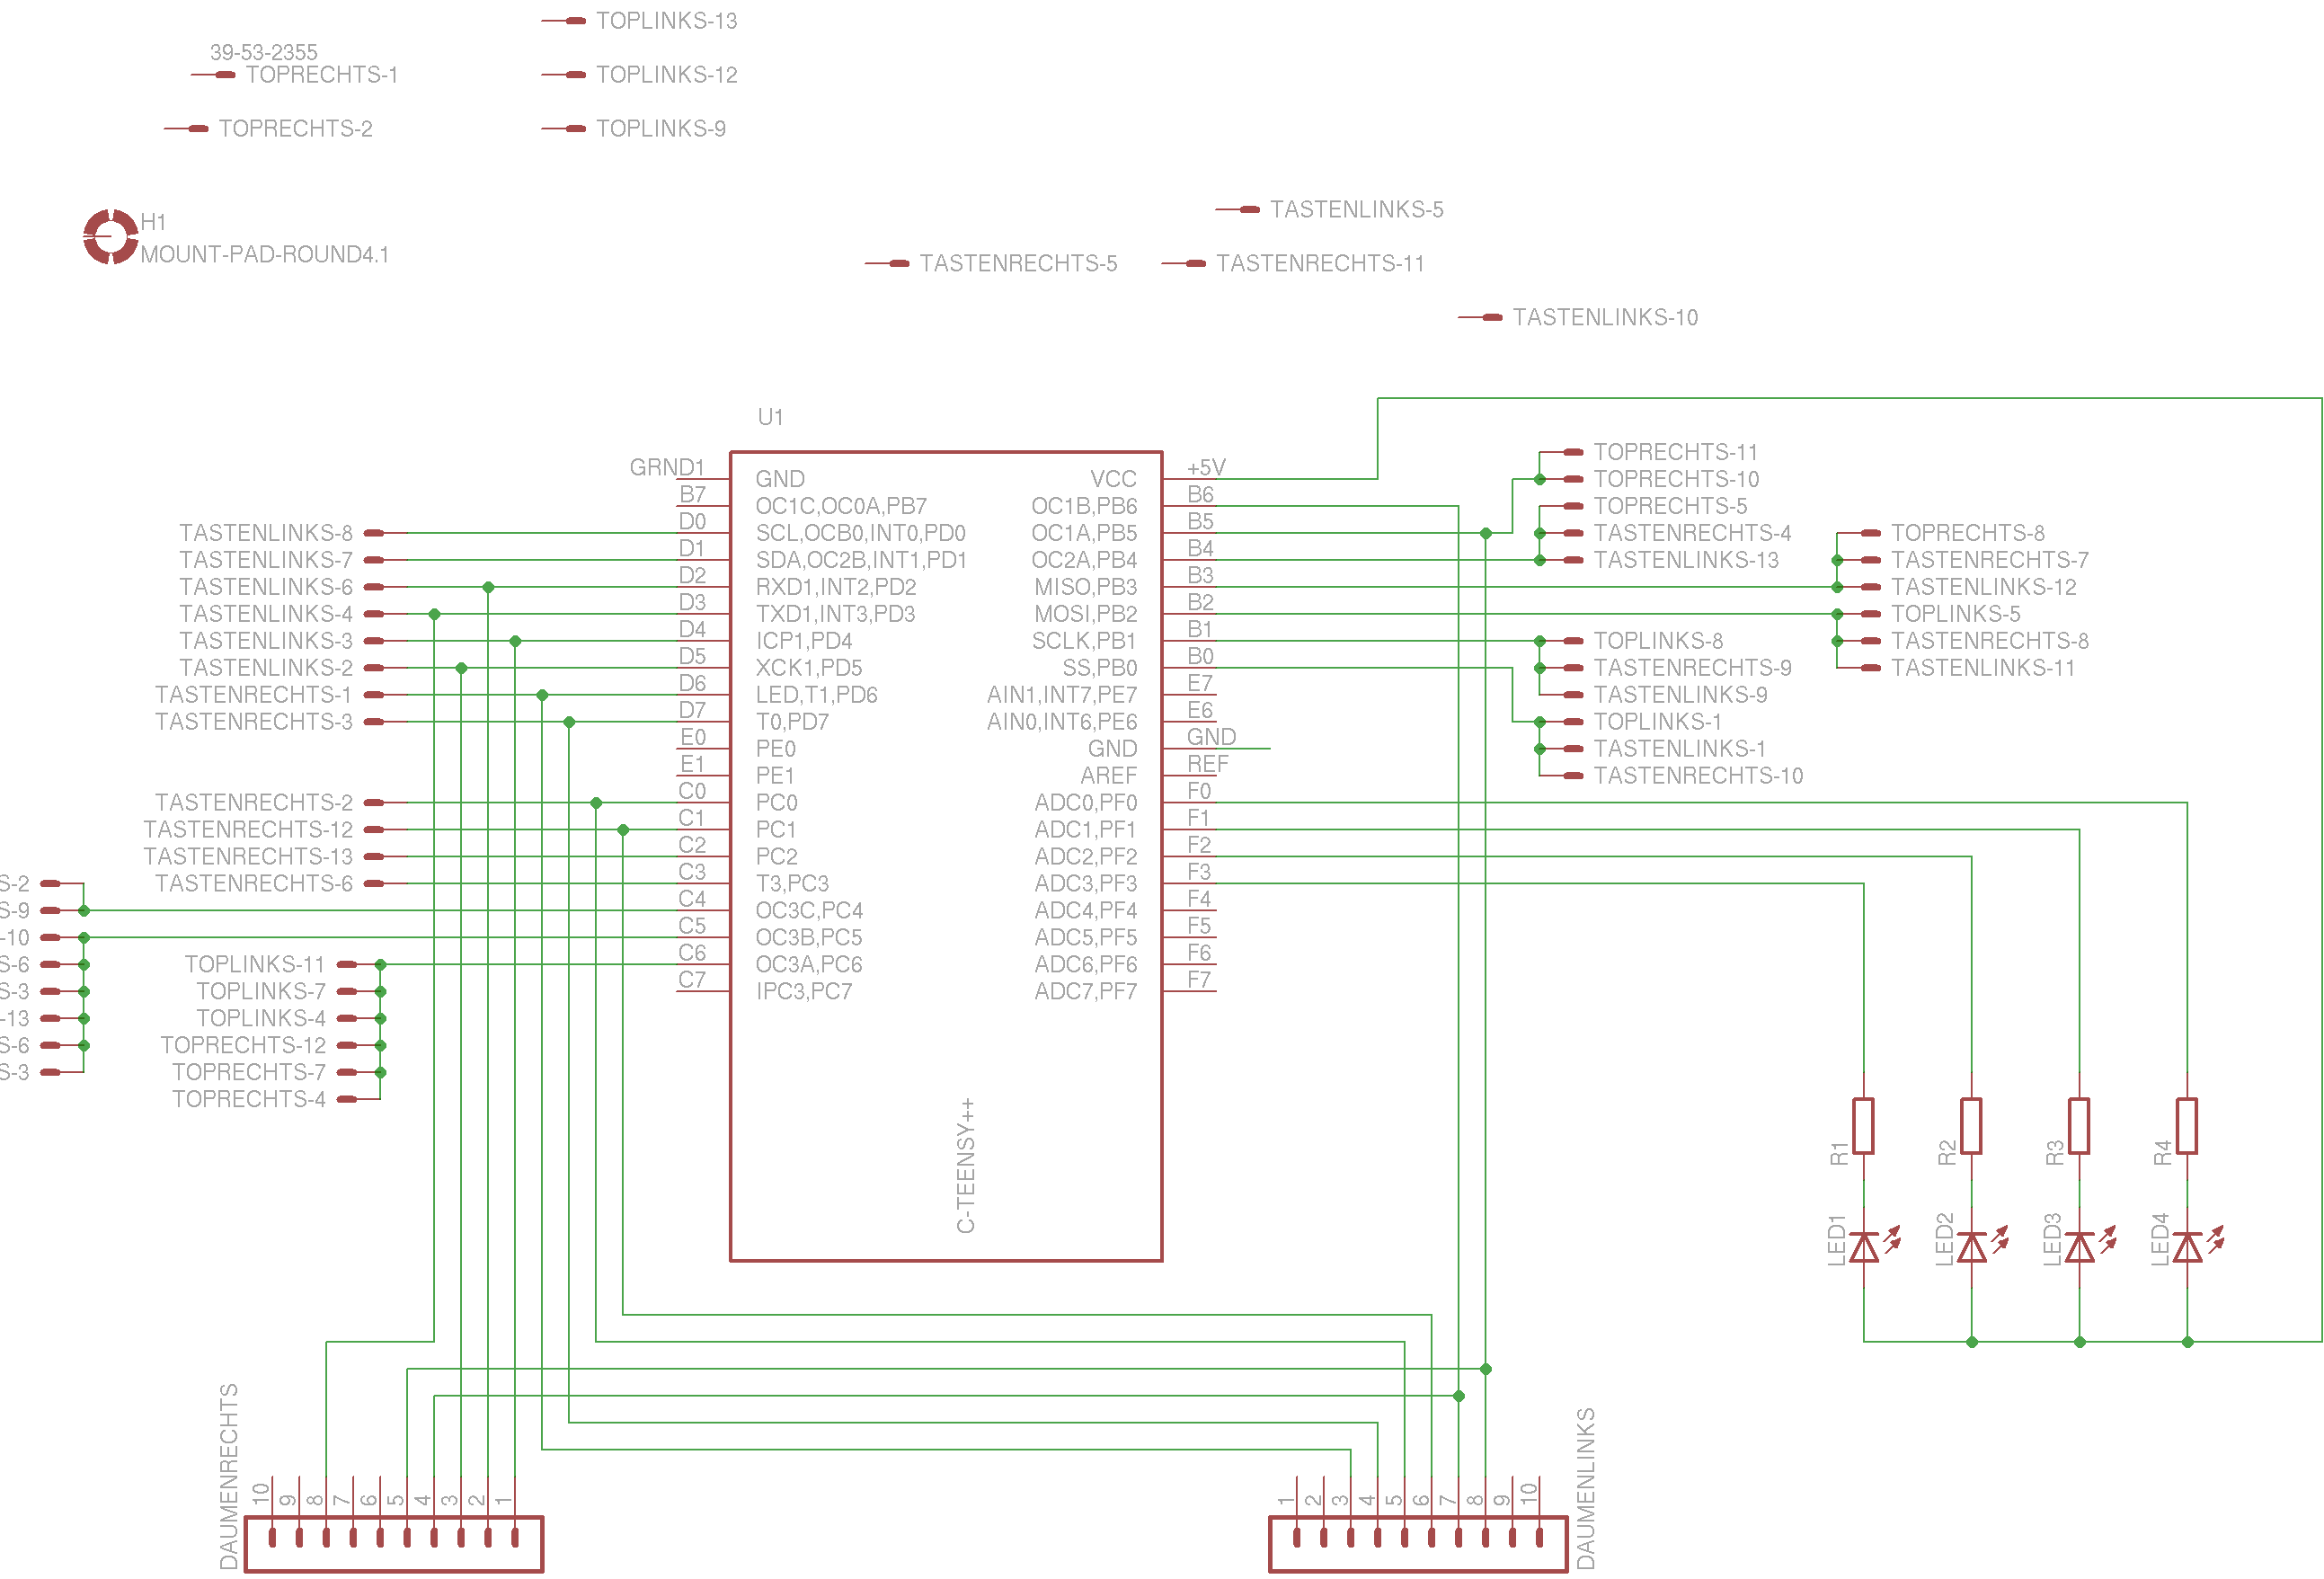 TOPLINKS-13
39-53-2355
TOPRECHTS-1
TOPLINKS-12
TOPRECHTS-2
TOPLINKS-9
H1
MOUNT-PAD-ROUND4.1
TASTENLINKS-5
TASTENRECHTS-5
TASTENRECHTS-11
TASTENLINKS-10
U1
GRND1
B7
D0
D1
D2
D3
D4
D5
D6
D7
E0
E1
C0
C1
C2
C3
C4
C5
C6
C7
GND
OC1C,OC0A,PB7
SCL,OCB0,INT0,PD0
SDA,OC2B,INT1,PD1
RXD1,INT2,PD2
TXD1,INT3,PD3
ICP1,PD4
XCK1,PD5
LED,T1,PD6
T0,PD7
PE0
PE1
PC0
PC1
PC2
T3,PC3
OC3C,PC4
OC3B,PC5
OC3A,PC6
IPC3,PC7
VCC
OC1B,PB6
OC1A,PB5
OC2A,PB4
MISO,PB3
MOSI,PB2
SCLK,PB1
SS,PB0
AIN1,INT7,PE7
AIN0,INT6,PE6
GND
AREF
ADC0,PF0
ADC1,PF1
ADC2,PF2
ADC3,PF3
ADC4,PF4
ADC5,PF5
ADC6,PF6
ADC7,PF7
+5V
B6
B5
B4
B3
B2
B1
B0
E7
E6
GND
REF
F0
F1
F2
F3
F4
F5
F6
F7
C-TEENSY++
TASTENLINKS-8
TASTENLINKS-7
TASTENLINKS-6
TASTENLINKS-4
TASTENLINKS-3
TASTENLINKS-2
TASTENRECHTS-1
TASTENRECHTS-3
TASTENRECHTS-2
TASTENRECHTS-12
TASTENRECHTS-13
TASTENRECHTS-6
S-2
S-9
-10
S-6
S-3
-13
S-6
S-3
TOPLINKS-11
TOPLINKS-7
TOPLINKS-4
TOPRECHTS-12
TOPRECHTS-7
TOPRECHTS-4
TOPRECHTS-11
TOPRECHTS-10
TOPRECHTS-5
TASTENRECHTS-4
TASTENLINKS-13
TOPRECHTS-8
TASTENRECHTS-7
TASTENLINKS-12
TOPLINKS-5
TASTENRECHTS-8
TASTENLINKS-11
TOPLINKS-8
TASTENRECHTS-9
TASTENLINKS-9
TOPLINKS-1
TASTENLINKS-1
TASTENRECHTS-10
R1
R2
R3
R4
LED1
LED2
LED3
LED4
DAUMENRECHTS
10
9
8
7
6
5
4
3
2
1
1
2
3
4
5
6
7
8
9
10
DAUMENLINKS